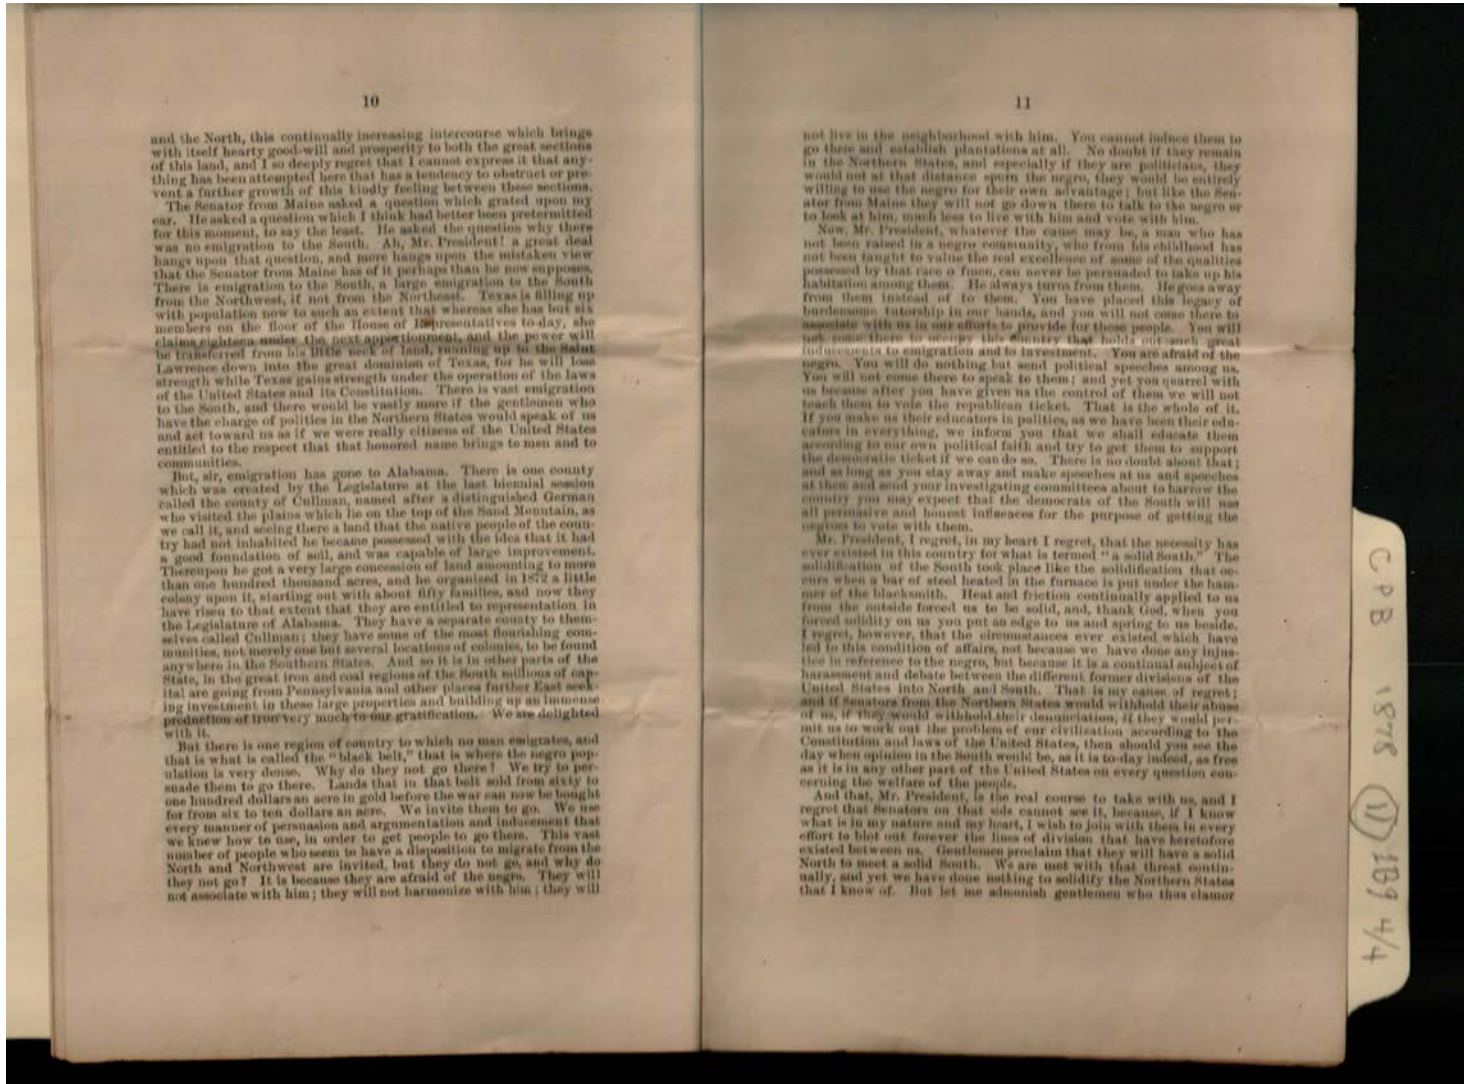 10
and the North, this continually increasing intercourse which brings
with itself hearty good-will and prosperity to both the great sections
of this land, and I so deeply regret that I cannot express it that any-
thing has been attempted here that has a tendency to obstruct or pre-
vent a further growth of this kindly feeling between these sections.
The Senator from Maine asked a question which grated upon my
ear. He asked a question which I think had better been pretermitted
for this moment, to say the least. He asked the question why there
was no emigration to the South. Ah, Mr. President! a great deal
hangs upon that question, and more hangs upon the mistaken view
that the Senator from Maine has of it perhaps than he now supposes.
There is emigration to the South, a large emigration to the South
from the Northwest, if not from the Northeast. Texas is filling up
with population now to such an extent that whereas she has but six
members on the floor of the House of Representatives to-day, she
claims eighteen under the next apportionment, and the power will
be transferred from his little neck of land, running up to the Saint
Lawrence down into the great dominion of Texas, for he will lose
strength while Texas gains strength under the operation of the laws
of the United States and its Constitution. There is vast emigration
to the South, and there would be vastly more if the gentlemen who
have the charge of politics in the Northern States would speak of us
and act toward us as if we were really citizens of the United States
entitled to the respect that that honored name brings to men and to
communities.
But, sir, emigration has gone to Alabama. There is one county
which was created by the Legislature at the last biennial session
called the county of Cullman, named after a distinguished German
who visited the plains which lie on the top of the Sand Mountain, as
we call it, and seeing there a land that the native people of the coun-
try had not inhabited he became possessed with the idea that it had
a good foundation of soil, and was capable of large improvement.
Thereupon he got a very large concession of land amounting to more
than one hundred thousand acres, and he organized in 1872 a little
colony upon it, starting out with about fifty families, and now they
have risen to that extent that they are entitled to representation in
the Legislature of Alabama. They have a separate county to them-
selves called Cullman; they have some of the most flourishing com-
munities, not merely one but several locations of colonies, to be found
anywhere in the Southern States. And so it is in other parts of the
State, in the great iron and coal regions of the South millions of cap-
ital are going from Pennsylvania and other places further East seek-
ing investment in these large properties and building up an immense
production of iron very much to our gratification. We are delighted
with it.
But there is one region of country to which no man emigrates, and
that is what is called the "black belt," that is where the negro pop-
ulation is very dense. Why do they not go there? We try to per-
suade them to go there. Lands that in that belt sold from sixty to
one hundred dollars an acre in gold before the war can now be bought
for from six to ten dollars an acre. We invite them to go. We use
every manner of persuasion and argumentation and inducement that
we knew how to use, in order to get people to go there. This vast
number of people who seem to have a disposition to migrate from the
North and Northwest are invited, but they do not go, and why do
they not go? It is because they are afraid of the negro. They will
not associate with him; they will not harmonize with him; they will
11
not live in the neighborhood with him. You cannot induce them to
go there and establish plantations at all. No doubt if they remain
in the Northern States, and especially if they are politicians, they
would not at that distance spurn the negro, they would be entirely
willing to use the negro for their own advantage; but like the Sen-
ator from Maine they will not go down there to talk to the negro or
to look at him, much less to live with him and vote with him.
Now, Mr. President, whatever the cause may be, a man who has
not been raised in a negro community, who from his childhood has
not been taught to value the real excellence of some of the qualities
possessed by that race o fmen, can never be persuaded to take up his
habitation among them. He always turns from them. He goes away
from them instead of to them. You have placed this legacy of
burdensome tutorship in our hands, and you will not come there to
associate with us in our efforts to provide for these people. You will
not come there to occupy this country that holds out such great
inducements to emigration and to investment. You are afraid of the
negro. You will do nothing but send political speeches among us.
You will not come there to speak to them; and yet you quarrel with
us because after you have given us the control of them we will not
teach them to vote the republican ticket. That is the whole of it.
If you make us their educators in politics, as we have been their edu-
cators in everything, we inform you that we shall educate them
according to our own political faith and try to get them to support
the democratic ticket if we can do so. There is no doubt about that;
and as long as you stay away and make speeches at us and speeches
at them and send your investigating committees about to harrow the
country you may expect that the democrats of the South will use
all persuasive and honest influences for the purpose of getting the
negroes to vote with them.
Mr. President, I regret, in my heart I regret, that the necessity has
ever existed in this country for what is termed "a solid South." The
solidification of the South took place like the solidification that oc-
curs when a bar of steel heated in the furnace is put under the ham-
mer of the blacksmith. Heat and friction continually applied to us
from the outside forced us to be solid, and, thank God, when you
forced solidity on us you put an edge to us and spring to us beside.
I regret, however, that the circumstances ever existed which have
led to this condition of affairs, not because we have done any injus-
tice in reference to the negro, but because it is a continual subject of
harassment and debate between the different former divisions of the
United States into North and South. That is my cause of regret;
and if Senators from the Northern States would withhold their abuse
of us, if they would withhold their denunciation, if they would per-
mit us to work out the problem of our civilization according to the
Constitution and laws of the United States, then should you see the
day when opinion in the South would be, as it is to-day indeed, as free
as it is in any other part of the United States on every question con-
cerning the welfare of the people.
And that, Mr. President, is the real course to take with us, and I
regret that Senators on that side cannot see it, because, if I know
what is in my nature and my heart, I wish to join with them in every
effort to blot out forever the lines of division that have heretofore
existed between us. Gentlemen proclaim that they will have a solid
North to meet a solid South. We are met with that threat contin-
ually, and yet we have done nothing to solidify the Northern States
that I know of. But let me admonish gentlemen who thus clamor
CPB 1878 (11) 1869 4/4